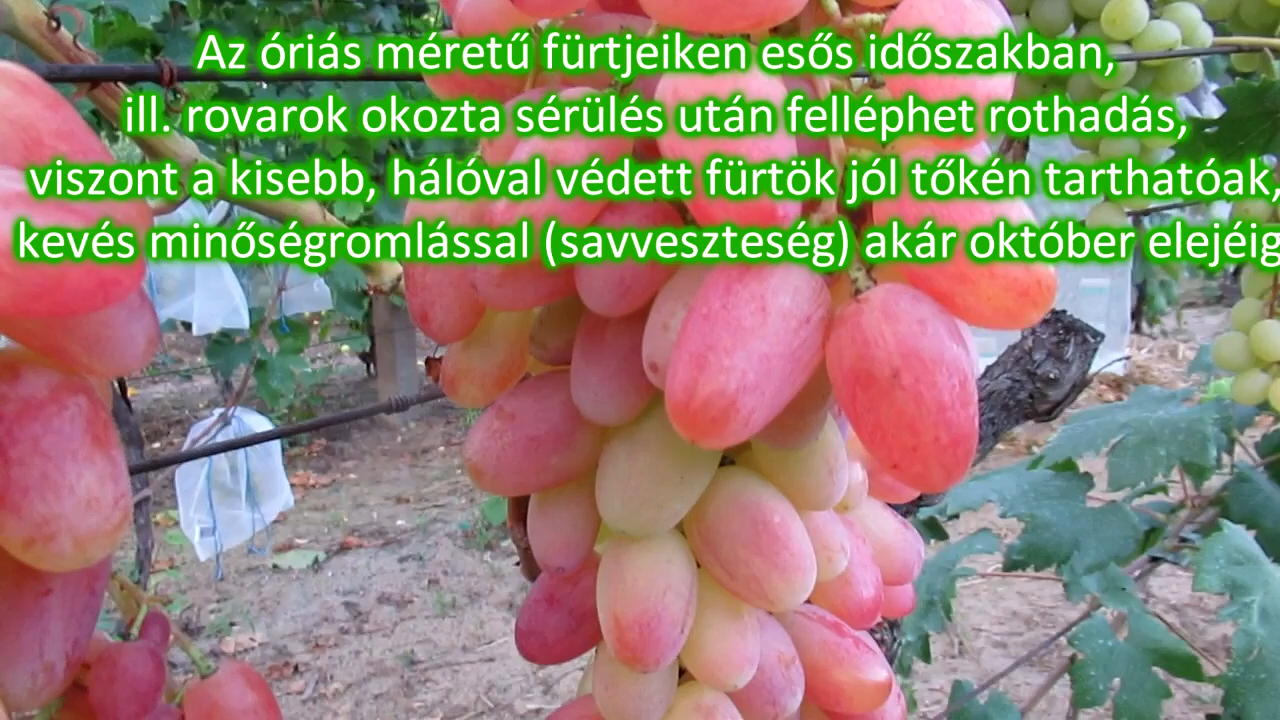 Az óriás méretű fürtjeiken esős időszakban,
ill. rovarok okozta sérülés után felléphet rothadás,
viszont a kisebb, hálóval védett fürtök jól tőkén tarthatóak,
kevés minőségromlással (savveszteség) akár október elejéig